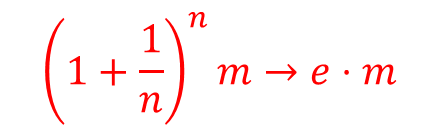 (1 + 1/n)^n m → e · m